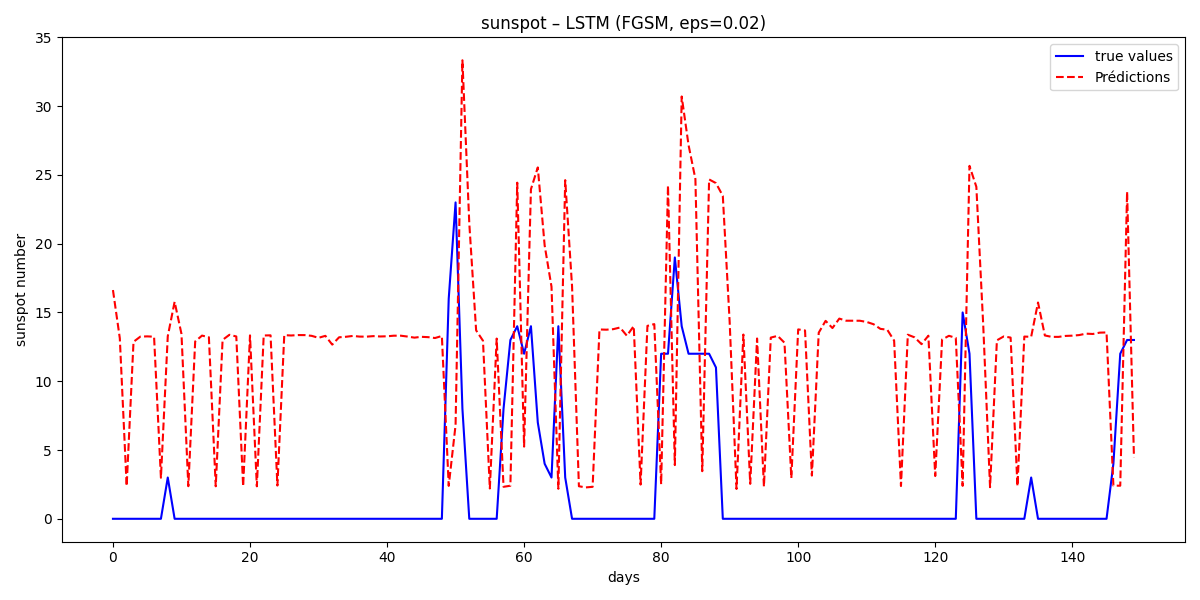 sunspot – LSTM (FGSM, eps=0.02)
true values
Prédictions
sunspot number
35
30
25
20
15
10
5
0
0 20 40 60 80 100 120 140
days